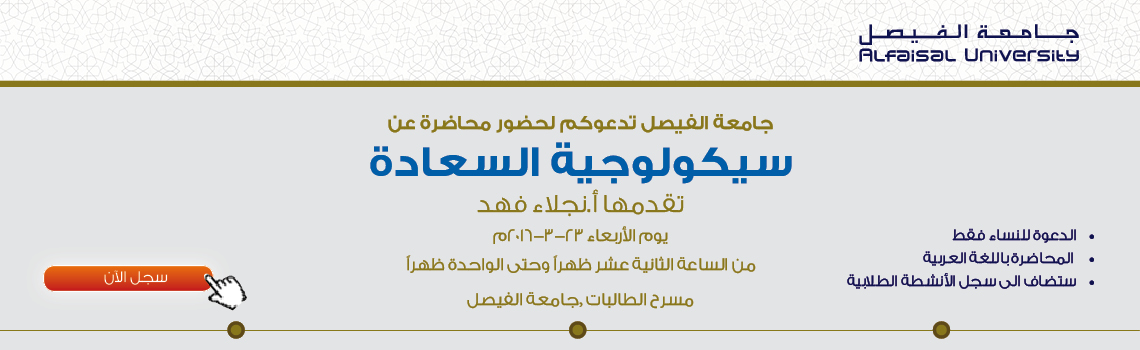 جامعة الفيصل
Alfaisal University
جامعة الفيصل تدعوكم لحضور محاضرة عن
سيكولوجية السعادة
تقدمها أ.نجلاء فهد
يوم الأربعاء ٢٣-٣-٢٠١٦م
من الساعة الثانية عشر ظهراً وحتى الواحدة ظهراً
مسرح الطالبات ,جامعة الفيصل
• الدعوة للنساء فقط
• المحاضرة باللغة العربية
• ستضاف الى سجل الأنشطة الطلابية
سجل الآن